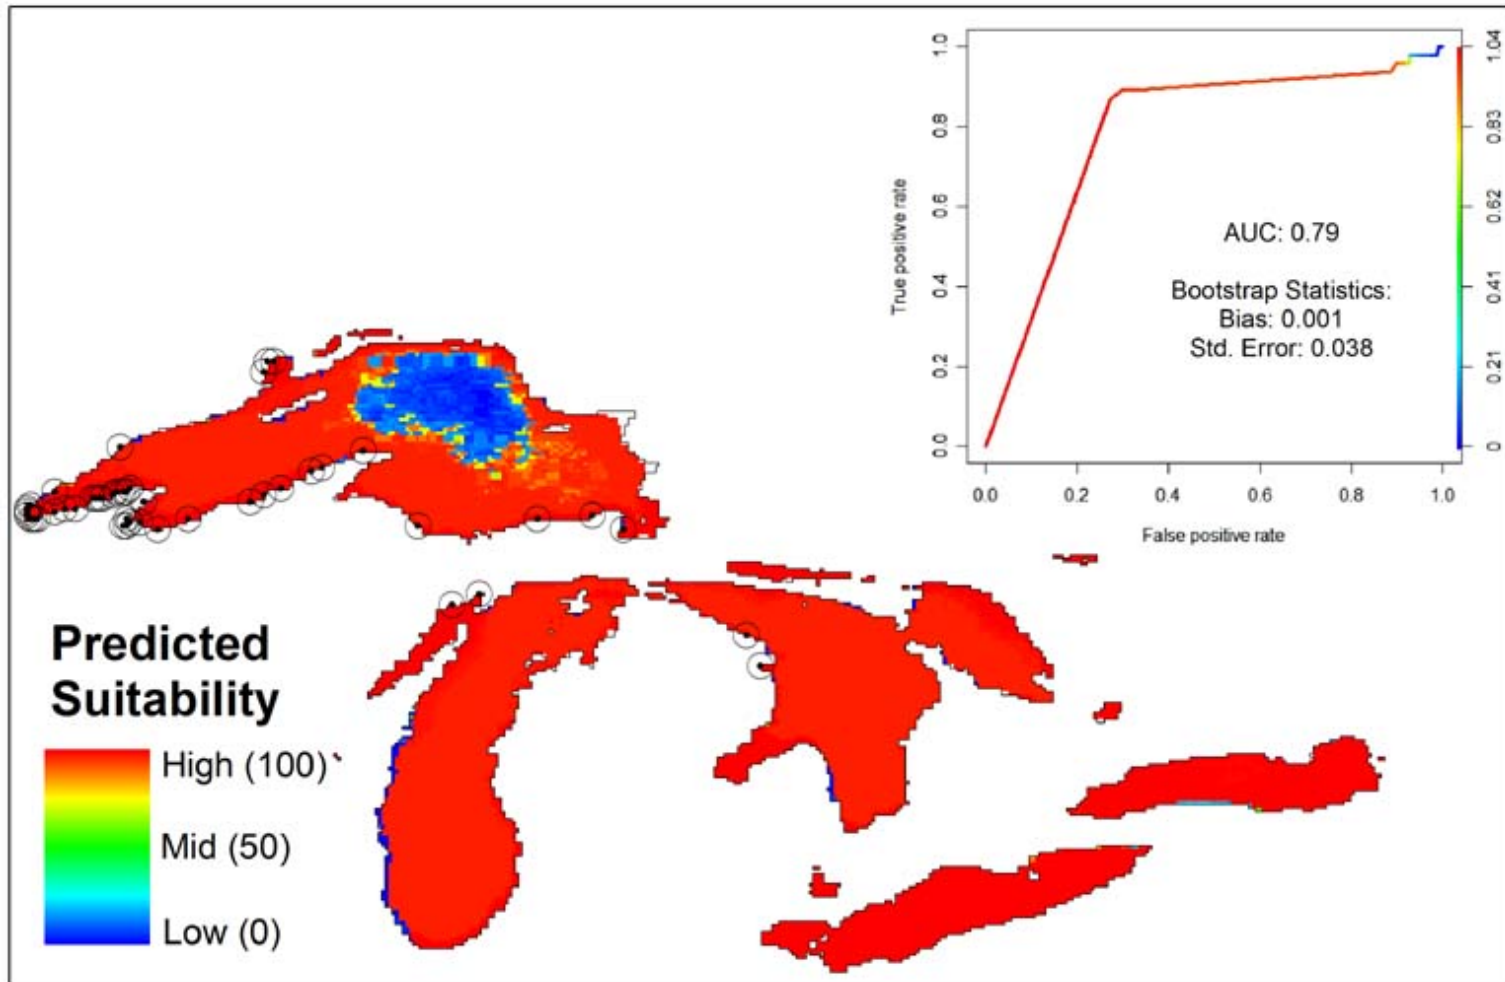 1.0
0.8
0.6
0.4
0.2
0.0
True positive rate
AUC: 0.79
Bootstrap Statistics:
Bias: 0.001
Std. Error: 0.038
1.04
0.83
0.62
0.41
0.21
0
0.0 0.2 0.4 0.6 0.8 1.0
False positive rate
Predicted
Suitability
High (100)
Mid (50)
Low (0)